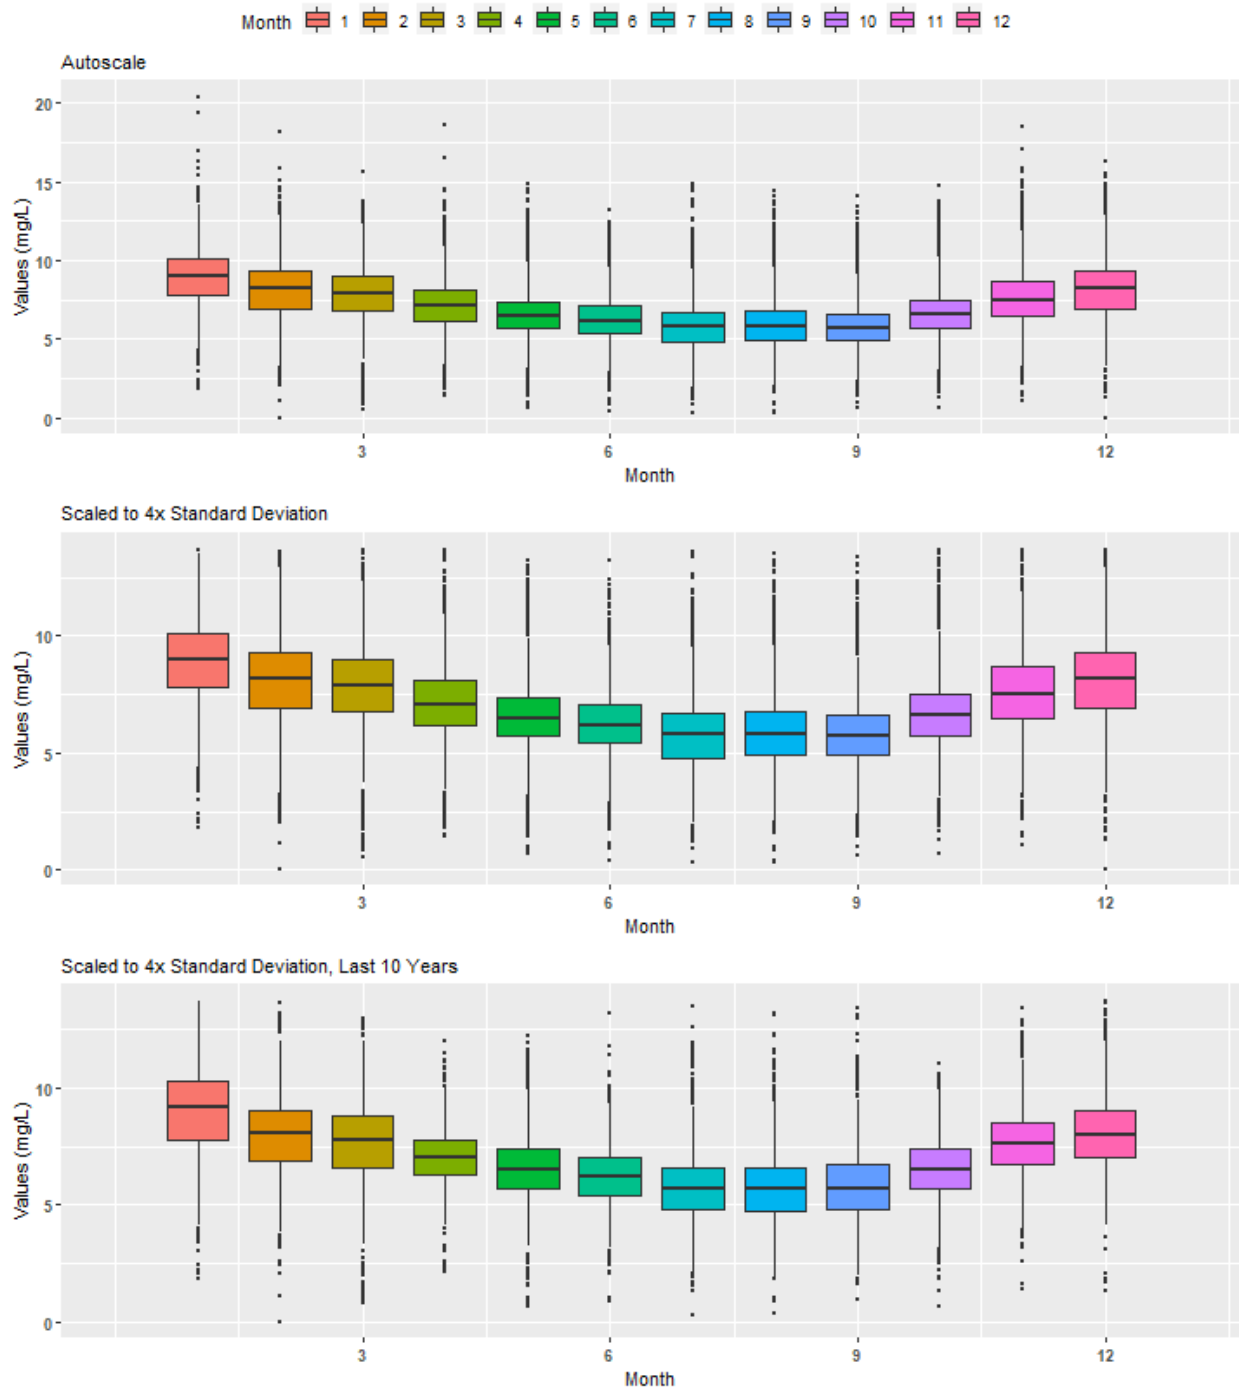 Month 1 2 3 4 5 6 7 8 9 10 11 12
Autoscale
Values (mg/L)
20
15
10
5
0
3 6 9 12
Month
Scaled to 4x Standard Deviation
Values (mg/L)
10
5
0
3 6 9 12
Month
Scaled to 4x Standard Deviation, Last 10 Years
Values (mg/L)
10
5
0
3 6 9 12
Month